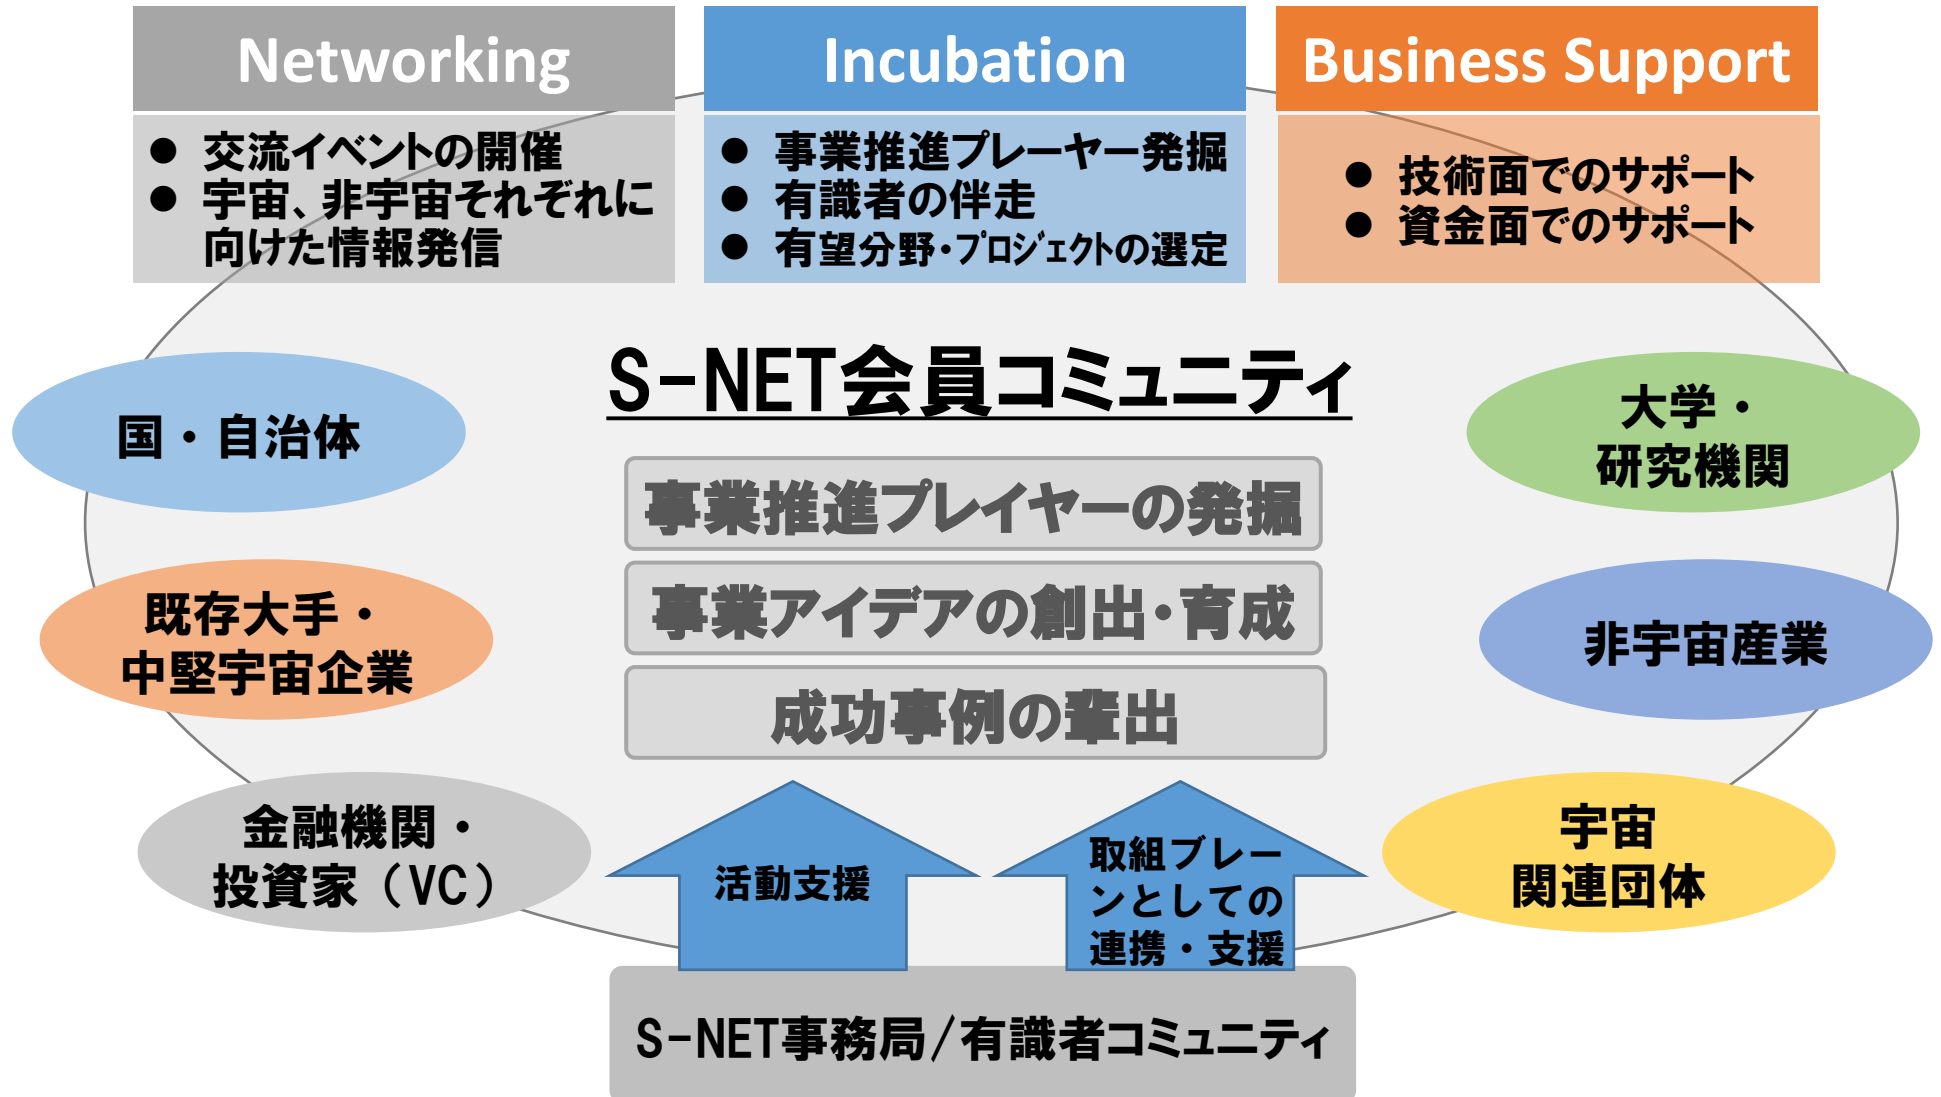 Networking
● 交流イベントの開催
● 宇宙、非宇宙それぞれに
向けた情報発信
Incubation
● 事業推進プレーヤー発掘
● 有識者の伴走
● 有望分野・プロジェクトの選定
Business Support
● 技術面でのサポート
● 資金面でのサポート
S-NET会員コミュニティ
国・自治体
既存大手・
中堅宇宙企業
金融機関・
投資家（VC）
事業推進プレイヤーの発掘
事業アイデアの創出・育成
成功事例の輩出
大学・
研究機関
非宇宙産業
宇宙
関連団体
活動支援
取組ブレー
ンとしての
連携・支援
S-NET事務局/有識者コミュニティ